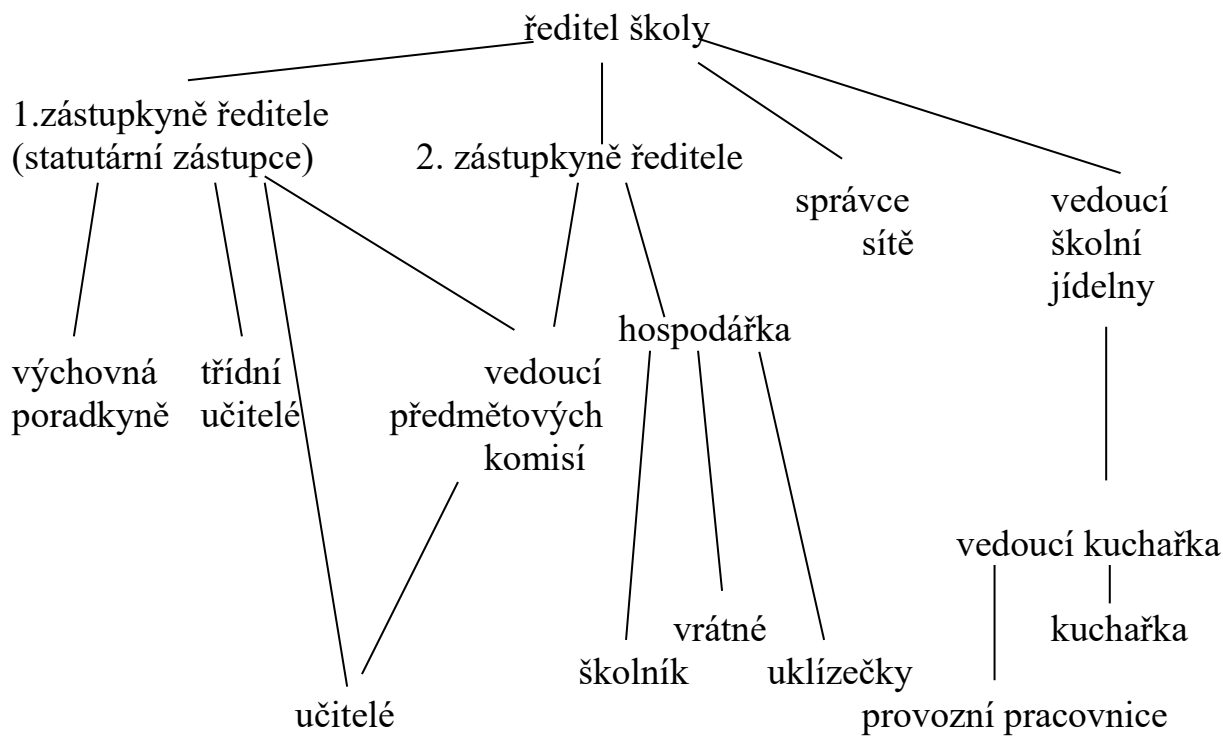 ředitel školy
1.zástupkyně ředitele
(statutární zástupce)
2. zástupkyně ředitele
správce
sítě
vedoucí
školní
jídelny
hospodářka
výchovná
poradkyně
třídní
učitelé
vedoucí
předmětových
komisí
vedoucí kuchařka
vrátné
kuchařka
školník
uklízečky
učitelé
provozní pracovnice